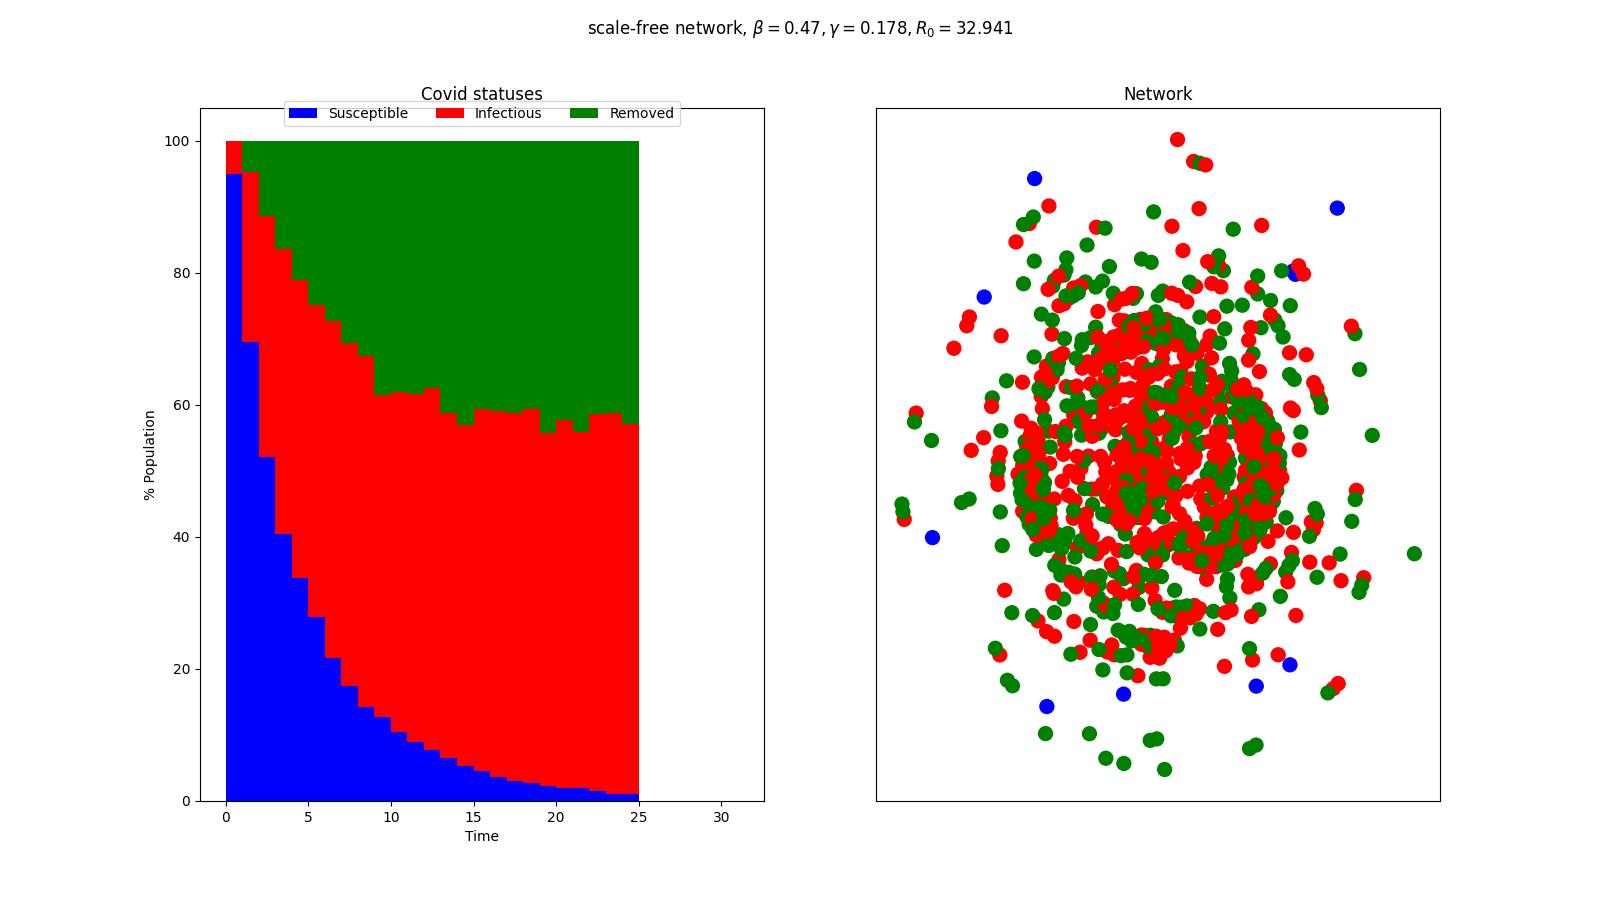 scale-free network, β = 0.47, γ = 0.178, R₀ = 32.941
Covid statuses
Susceptible Infectious Removed
100
80
60
40
20
0
% Population
0 5 10 15 20 25 30
Time
Network